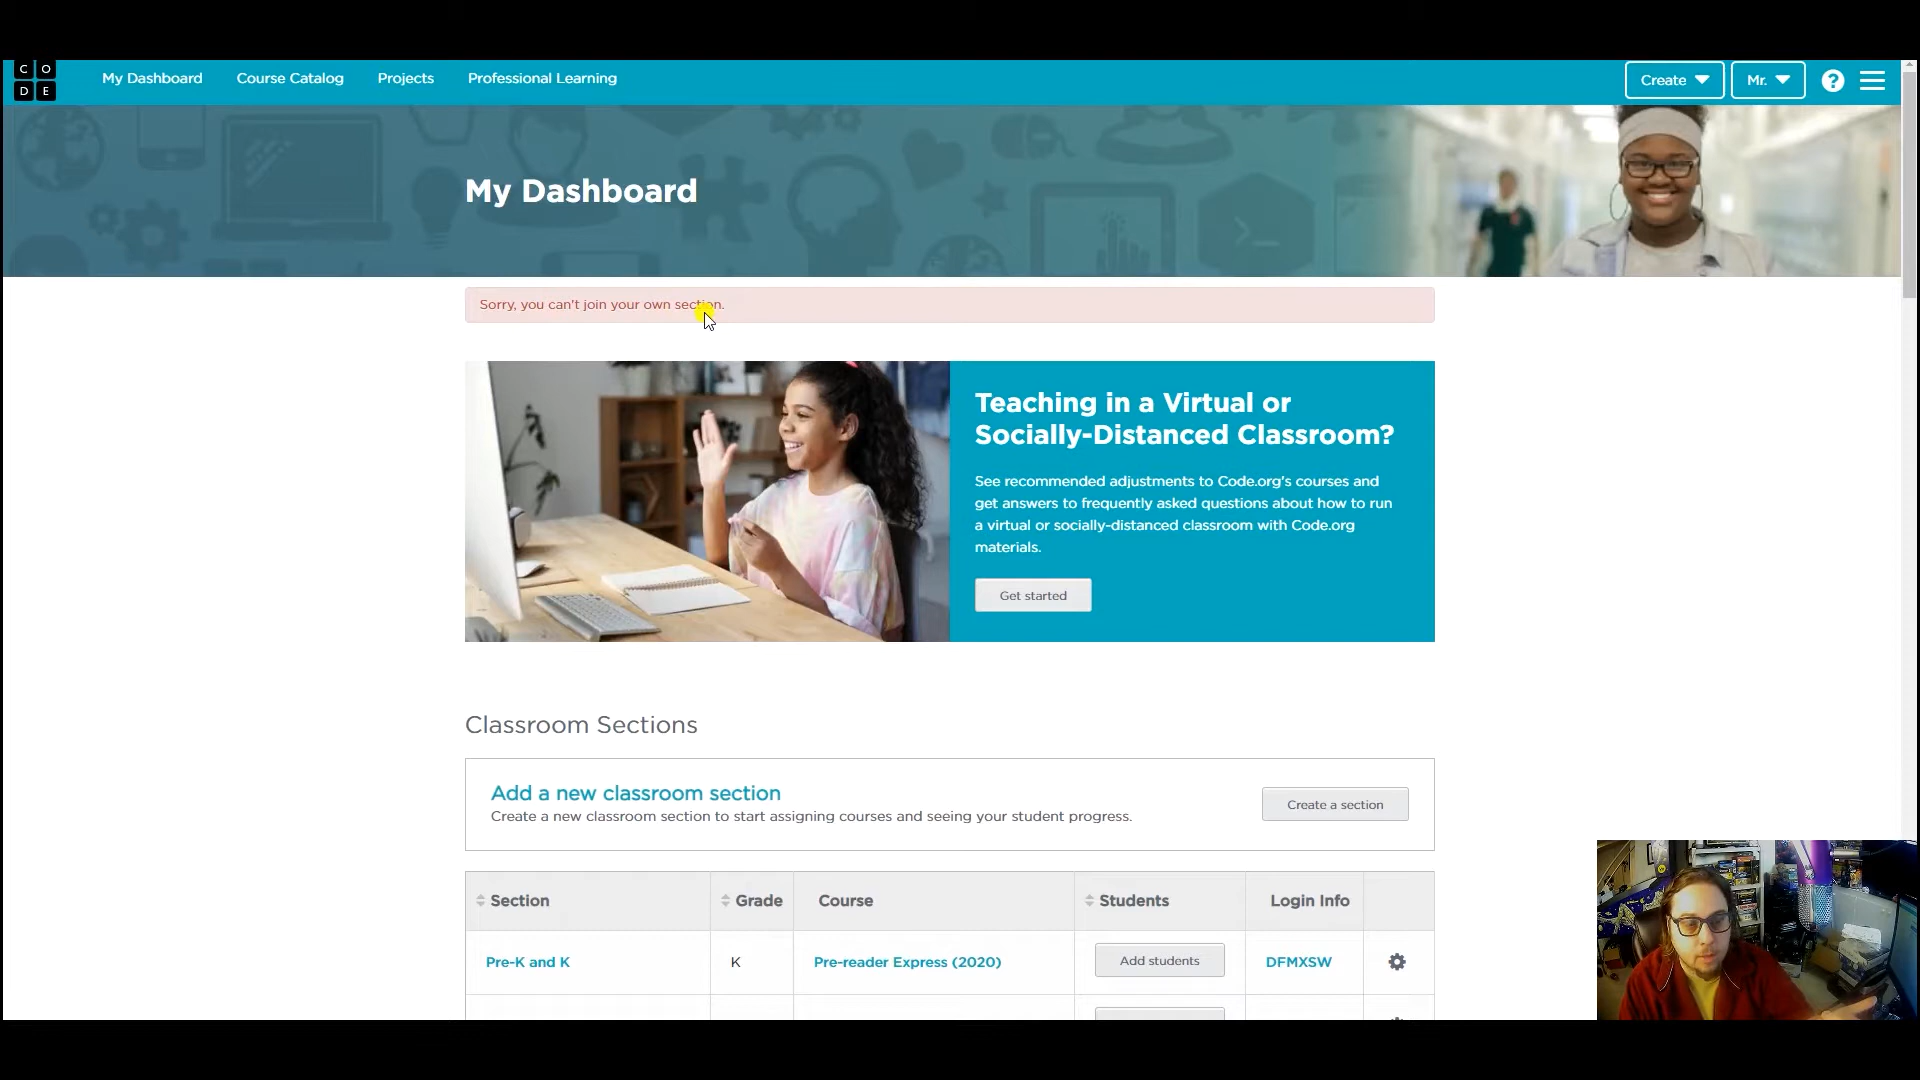 C O
D E
My Dashboard
Course Catalog
Projects
Professional Learning
Create
Mr.
?
My Dashboard
Sorry, you can't join your own section.
Teaching in a Virtual or
Socially-Distanced Classroom?
See recommended adjustments to Code.org's courses and
get answers to frequently asked questions about how to run
a virtual or socially-distanced classroom with Code.org
materials.
Get started
Classroom Sections
Add a new classroom section
Create a new classroom section to start assigning courses and seeing your student progress.
Create a section
Section
Grade
Course
Students
Login Info
Pre-K and K
K
Pre-reader Express (2020)
Add students
DFMXSW